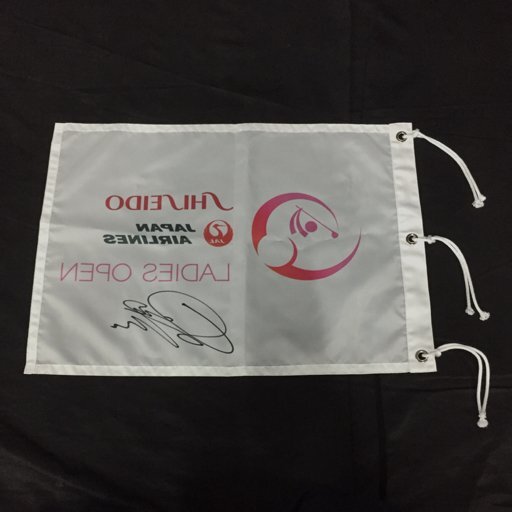 SHISEIDO
JAPAN
AIRLINES
JAL
LADIES OPEN